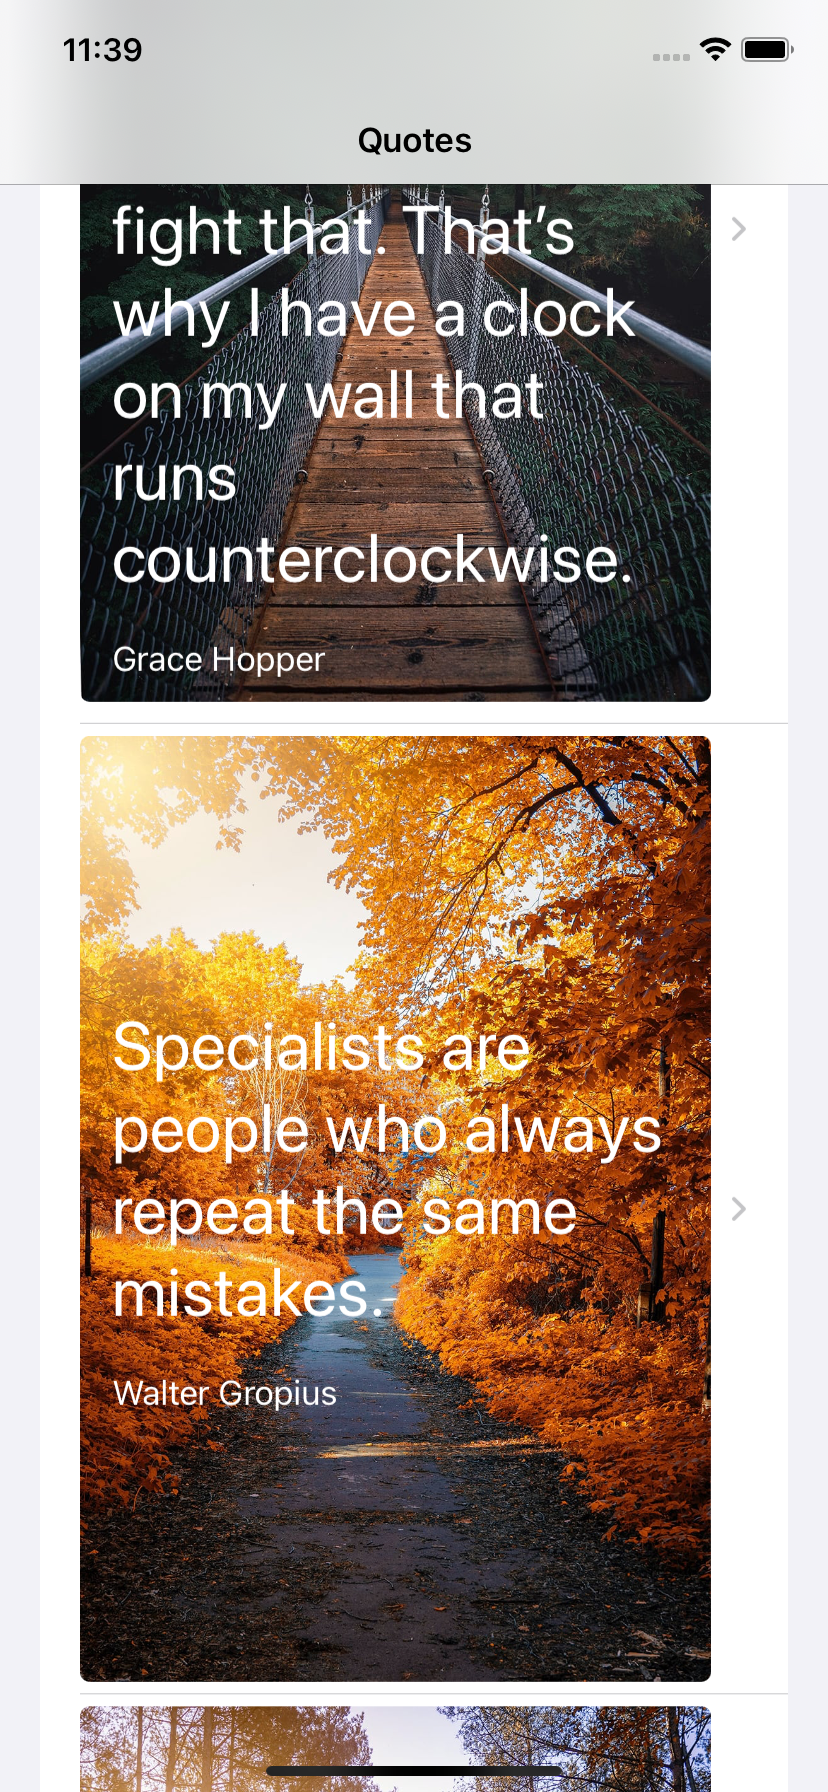 11:39
Quotes
fight that. That’s
why I have a clock
on my wall that
runs
counterclockwise.
Grace Hopper
Specialists are
people who always
repeat the same
mistakes.
Walter Gropius